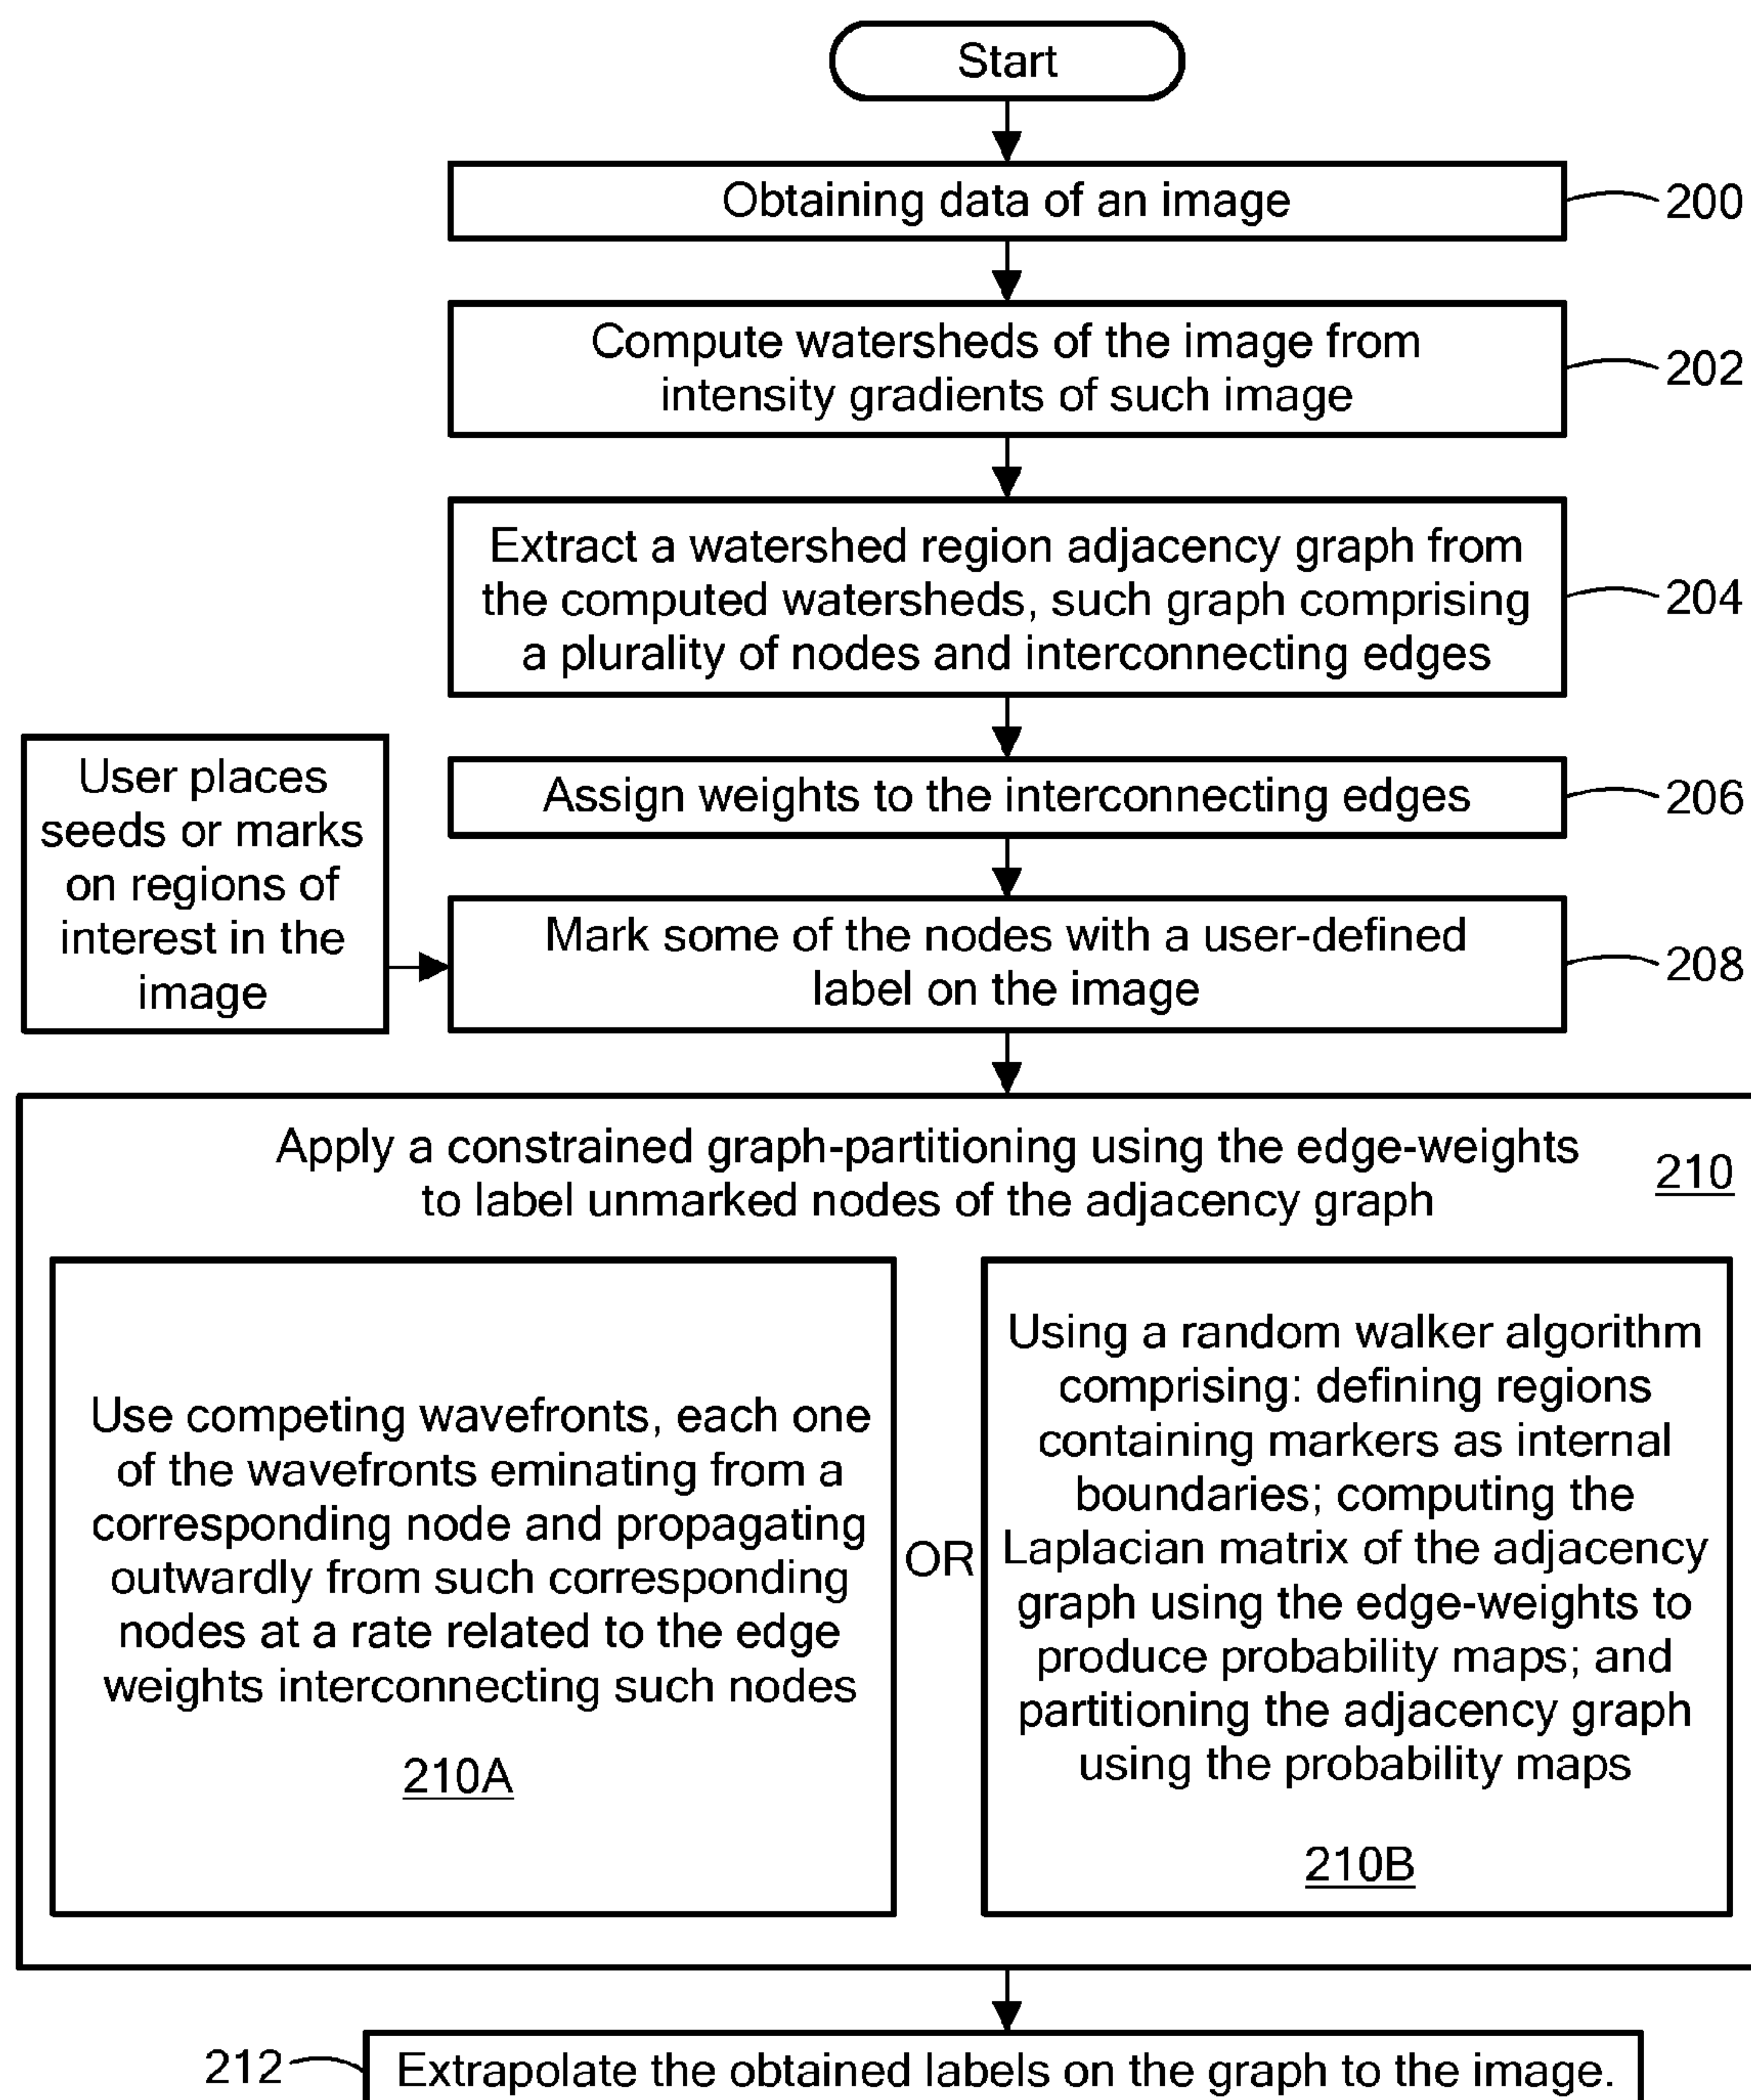 Start
Obtaining data of an image
200
Compute watersheds of the image from
intensity gradients of such image
202
Extract a watershed region adjacency graph from
the computed watersheds, such graph comprising
a plurality of nodes and interconnecting edges
204
Assign weights to the interconnecting edges
206
User places
seeds or marks
on regions of
interest in the
image
Mark some of the nodes with a user-defined
label on the image
208
Apply a constrained graph-partitioning using the edge-weights
to label unmarked nodes of the adjacency graph
210
Use competing wavefronts, each one
of the wavefronts eminating from a
corresponding node and propagating
outwardly from such corresponding
nodes at a rate related to the edge
weights interconnecting such nodes
210A
OR
Using a random walker algorithm
comprising: defining regions
containing markers as internal
boundaries; computing the
Laplacian matrix of the adjacency
graph using the edge-weights to
produce probability maps; and
partitioning the adjacency graph
using the probability maps
210B
212
Extrapolate the obtained labels on the graph to the image.